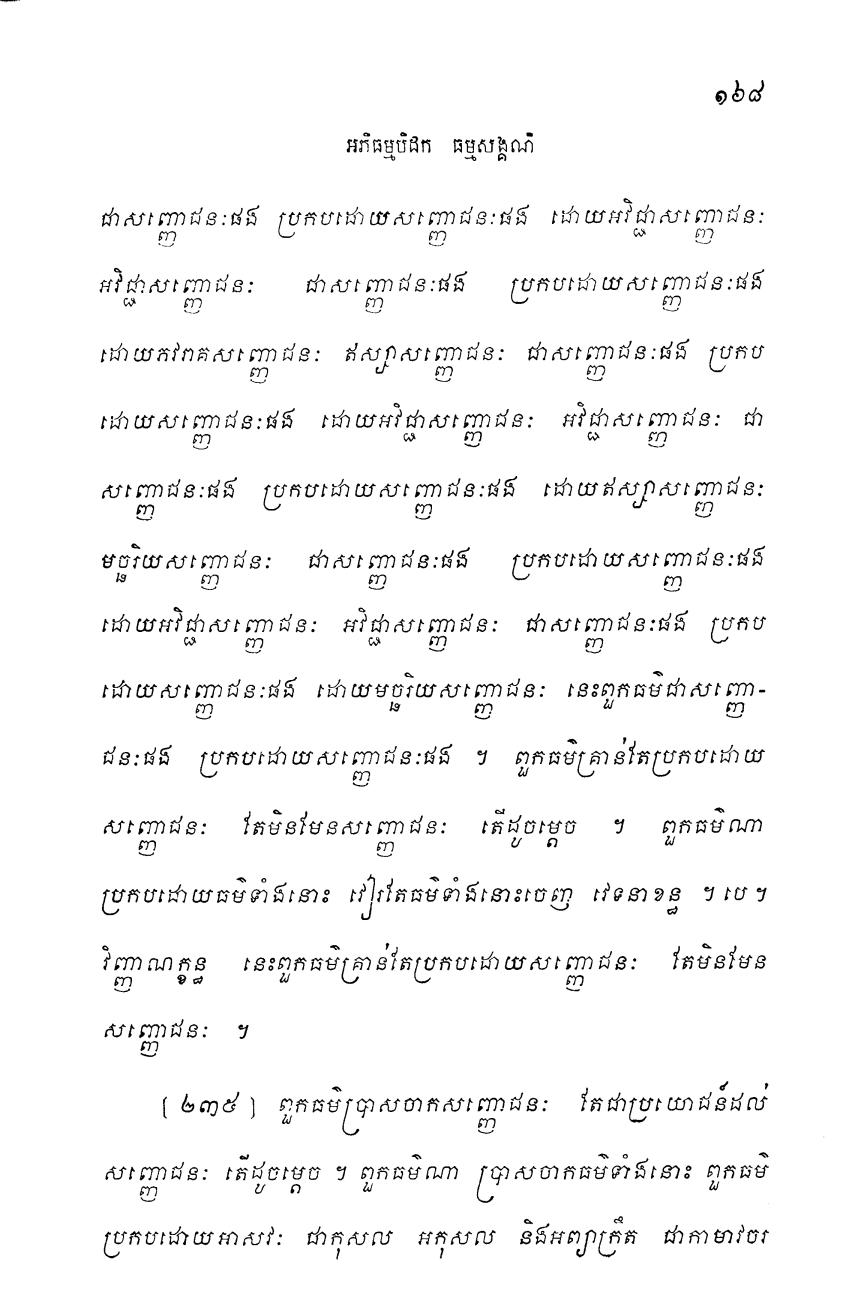 ១៦៨
អភិធម្មបិដក ធម្មសង្គណី
ជាសញ្ញោជនៈផង ប្រកបដោយសញ្ញោជនៈផង ដោយអវិជ្ជាសញ្ញោជនៈ
អវិជ្ជាសញ្ញោជនៈ ជាសញ្ញោជនៈផង ប្រកបដោយសញ្ញោជនៈផង
ដោយភវរាគសញ្ញោជនៈ ឥស្សាសញ្ញោជនៈ ជាសញ្ញោជនៈផង ប្រកប
ដោយសញ្ញោជនៈផង ដោយអវិជ្ជាសញ្ញោជនៈ អវិជ្ជាសញ្ញោជនៈ ជា
សញ្ញោជនៈផង ប្រកបដោយសញ្ញោជនៈផង ដោយឥស្សាសញ្ញោជនៈ
មច្ឆរិយសញ្ញោជនៈ ជាសញ្ញោជនៈផង ប្រកបដោយសញ្ញោជនៈផង
ដោយអវិជ្ជាសញ្ញោជនៈ អវិជ្ជាសញ្ញោជនៈ ជាសញ្ញោជនៈផង ប្រកប
ដោយសញ្ញោជនៈផង ដោយមច្ឆរិយសញ្ញោជនៈ នេះពួកធម៌ជាសញ្ញោ-
ជនៈផង ប្រកបដោយសញ្ញោជនៈផង ។ ពួកធម៌គ្រាន់តែប្រកបដោយ
សញ្ញោជនៈ តែមិនមែនសញ្ញោជនៈ តើដូចម្តេច ។ ពួកធម៌ណា
ប្រកបដោយធម៌ទាំងនោះ វៀរតែធម៌ទាំងនោះចេញ វេទនាខន្ធ ។ បេ ។
វិញ្ញាណក្ខន្ធ នេះពួកធម៌គ្រាន់តែប្រកបដោយសញ្ញោជនៈ តែមិនមែន
សញ្ញោជនៈ ។
[ ២៣៥ ] ពួកធម៌ប្រាសចាកសញ្ញោជនៈ តែជាប្រយោជន៍ដល់
សញ្ញោជនៈ តើដូចម្តេច ។ ពួកធម៌ណា ប្រាសចាកធម៌ទាំងនោះ ពួកធម៌
ប្រកបដោយអាសវៈ ជាកុសល អកុសល និងអព្យាក្រឹត ជាកាមាវចរ